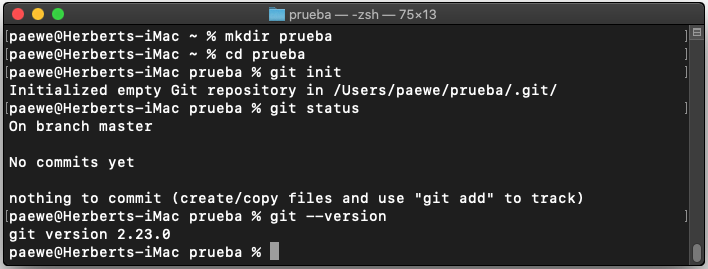 prueba — -zsh — 75×13
[paewe@Herberts-iMac ~ % mkdir prueba ]
[paewe@Herberts-iMac ~ % cd prueba ]
[paewe@Herberts-iMac prueba % git init ]
Initialized empty Git repository in /Users/paewe/prueba/.git/
[paewe@Herberts-iMac prueba % git status ]
On branch master
No commits yet
nothing to commit (create/copy files and use "git add" to track)
[paewe@Herberts-iMac prueba % git --version ]
git version 2.23.0
paewe@Herberts-iMac prueba %